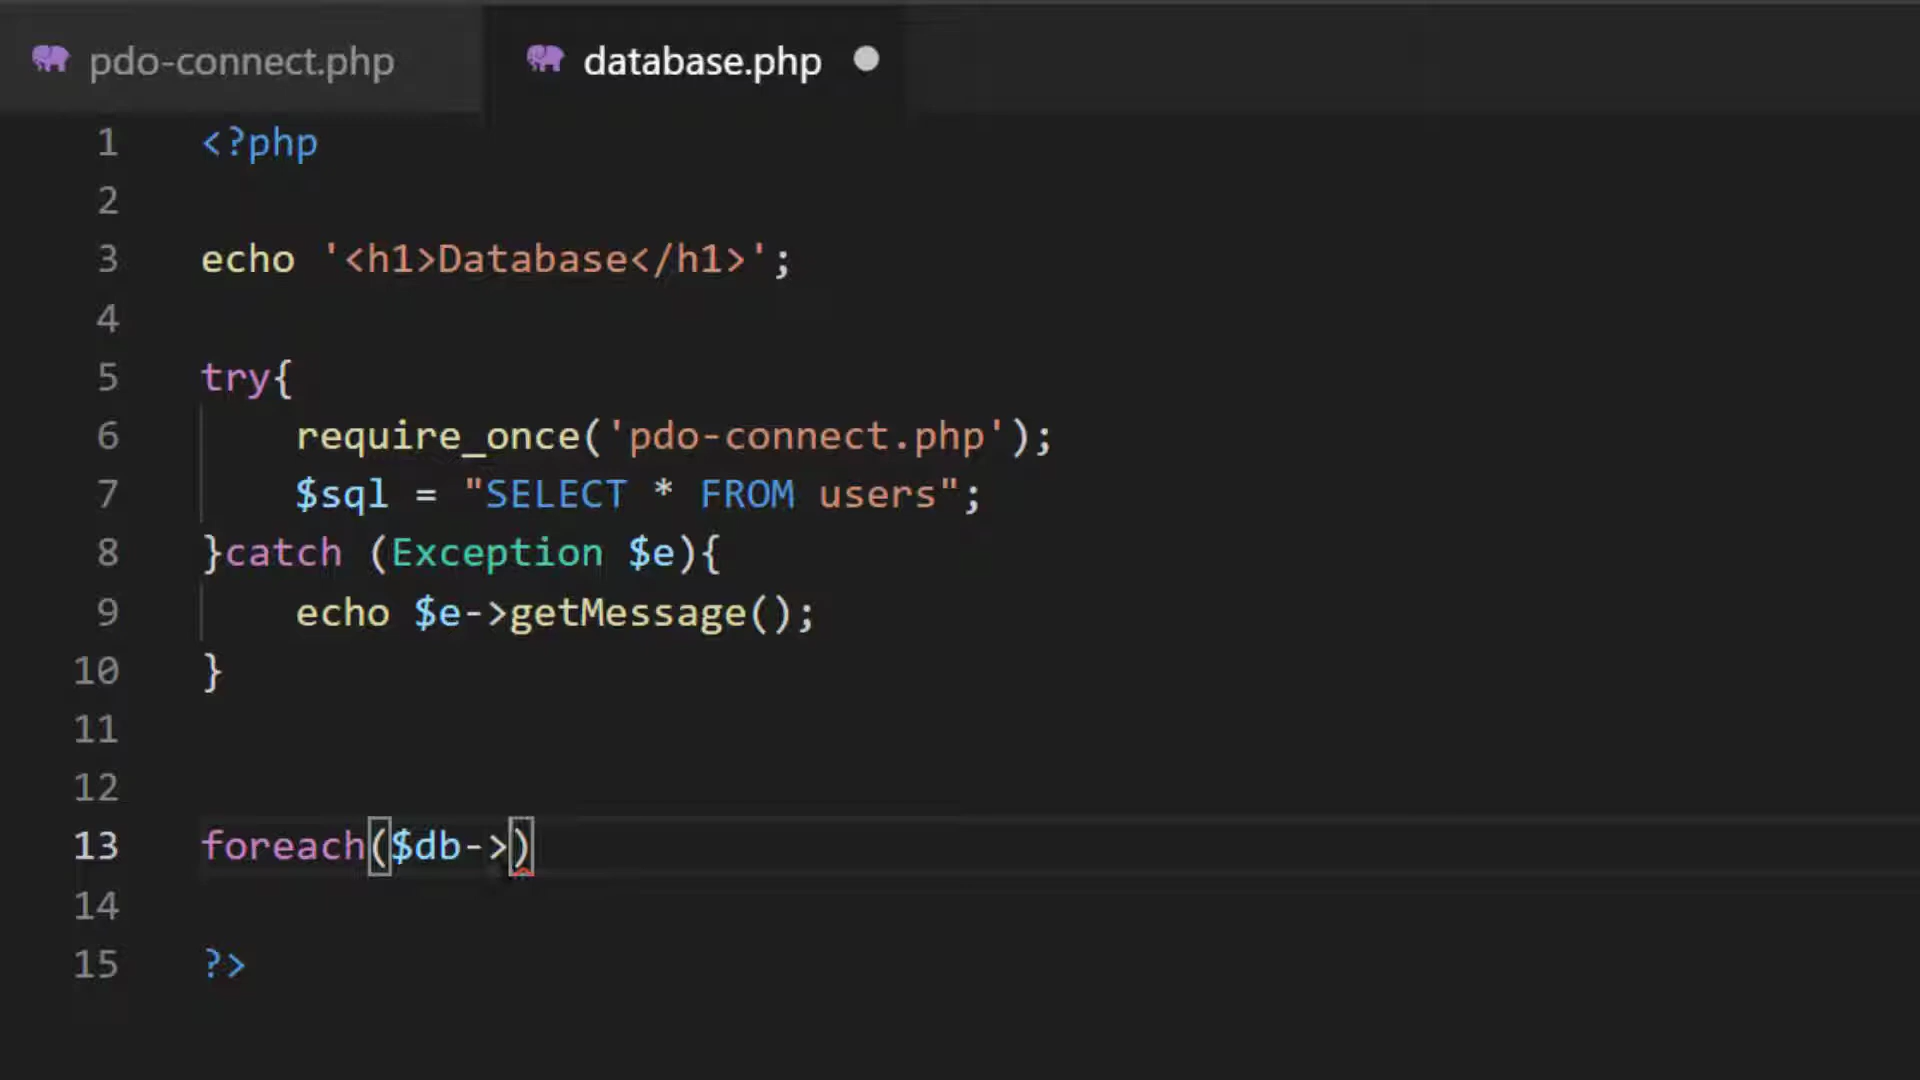 pdo-connect.php database.php
1 <?php
2
3 echo '<h1>Database</h1>';
4
5 try{
6 require_once('pdo-connect.php');
7 $sql = "SELECT * FROM users";
8 }catch (Exception $e){
9 echo $e->getMessage();
10 }
11
12
13 foreach($db->)
14
15 ?>